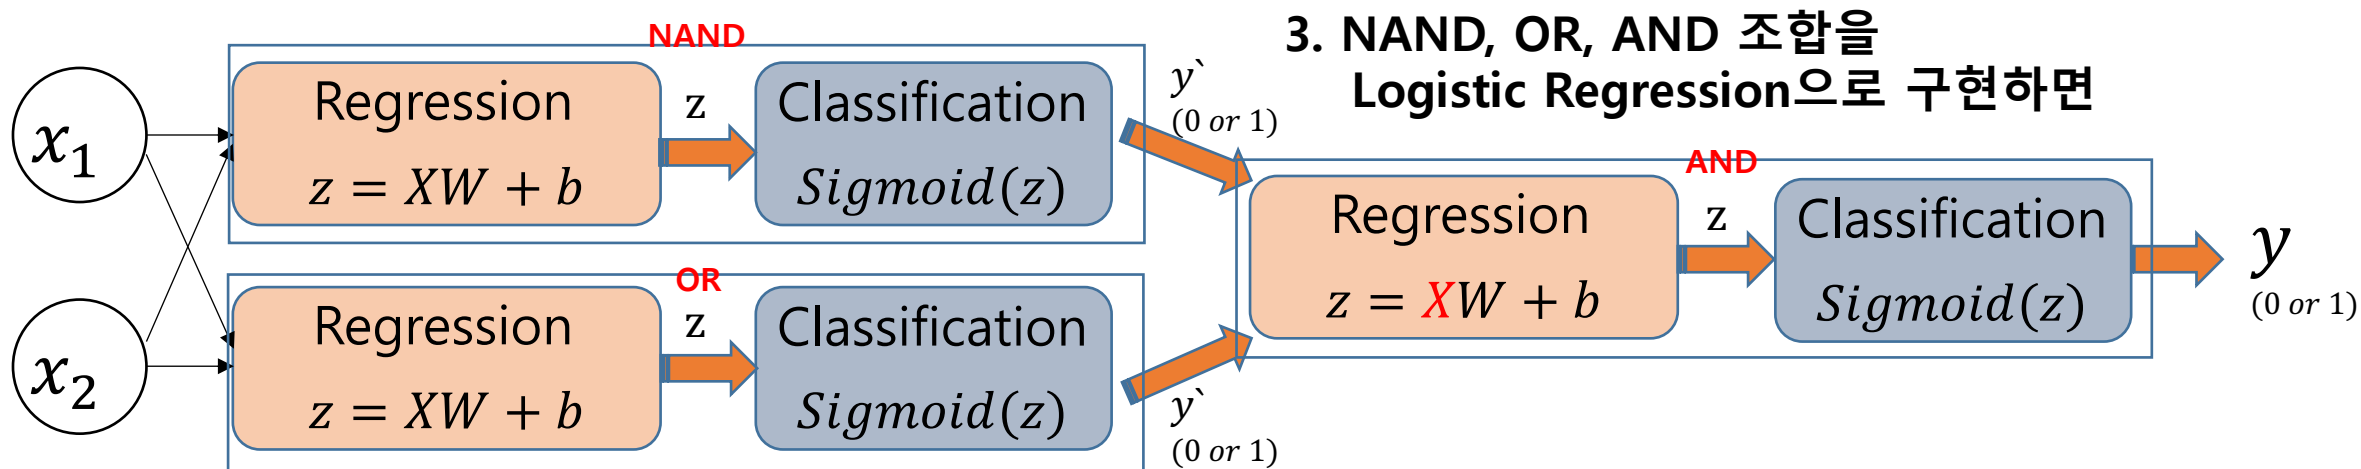 3. NAND, OR, AND 조합을
Logistic Regression으로 구현하면
x₁
x₂
NAND
Regression
z = XW + b
z
Classification
Sigmoid(z)
y`
(0 or 1)
OR
Regression
z = XW + b
z
Classification
Sigmoid(z)
y`
(0 or 1)
AND
Regression
z = XW + b
z
Classification
Sigmoid(z)
y
(0 or 1)